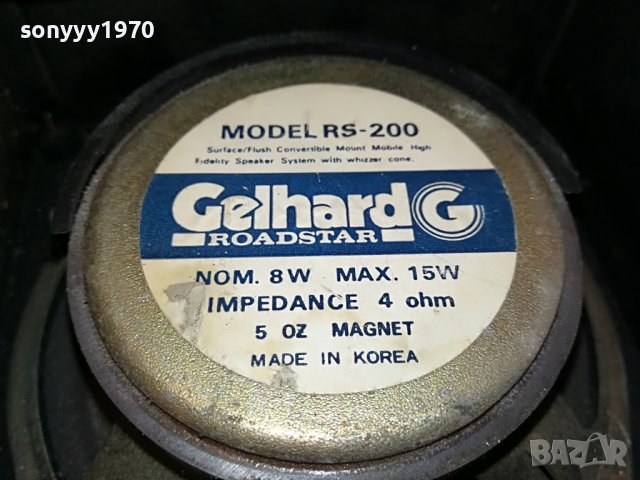 sonyyy1970
MODEL RS-200
Surface/Flush Convertible Mount Mobile High
Fidelity Speaker System with whizzer cone.
Gelhard G
ROADSTAR
NOM. 8W MAX. 15W
IMPEDANCE 4 ohm
5 OZ MAGNET
MADE IN KOREA
BAZAR
bg